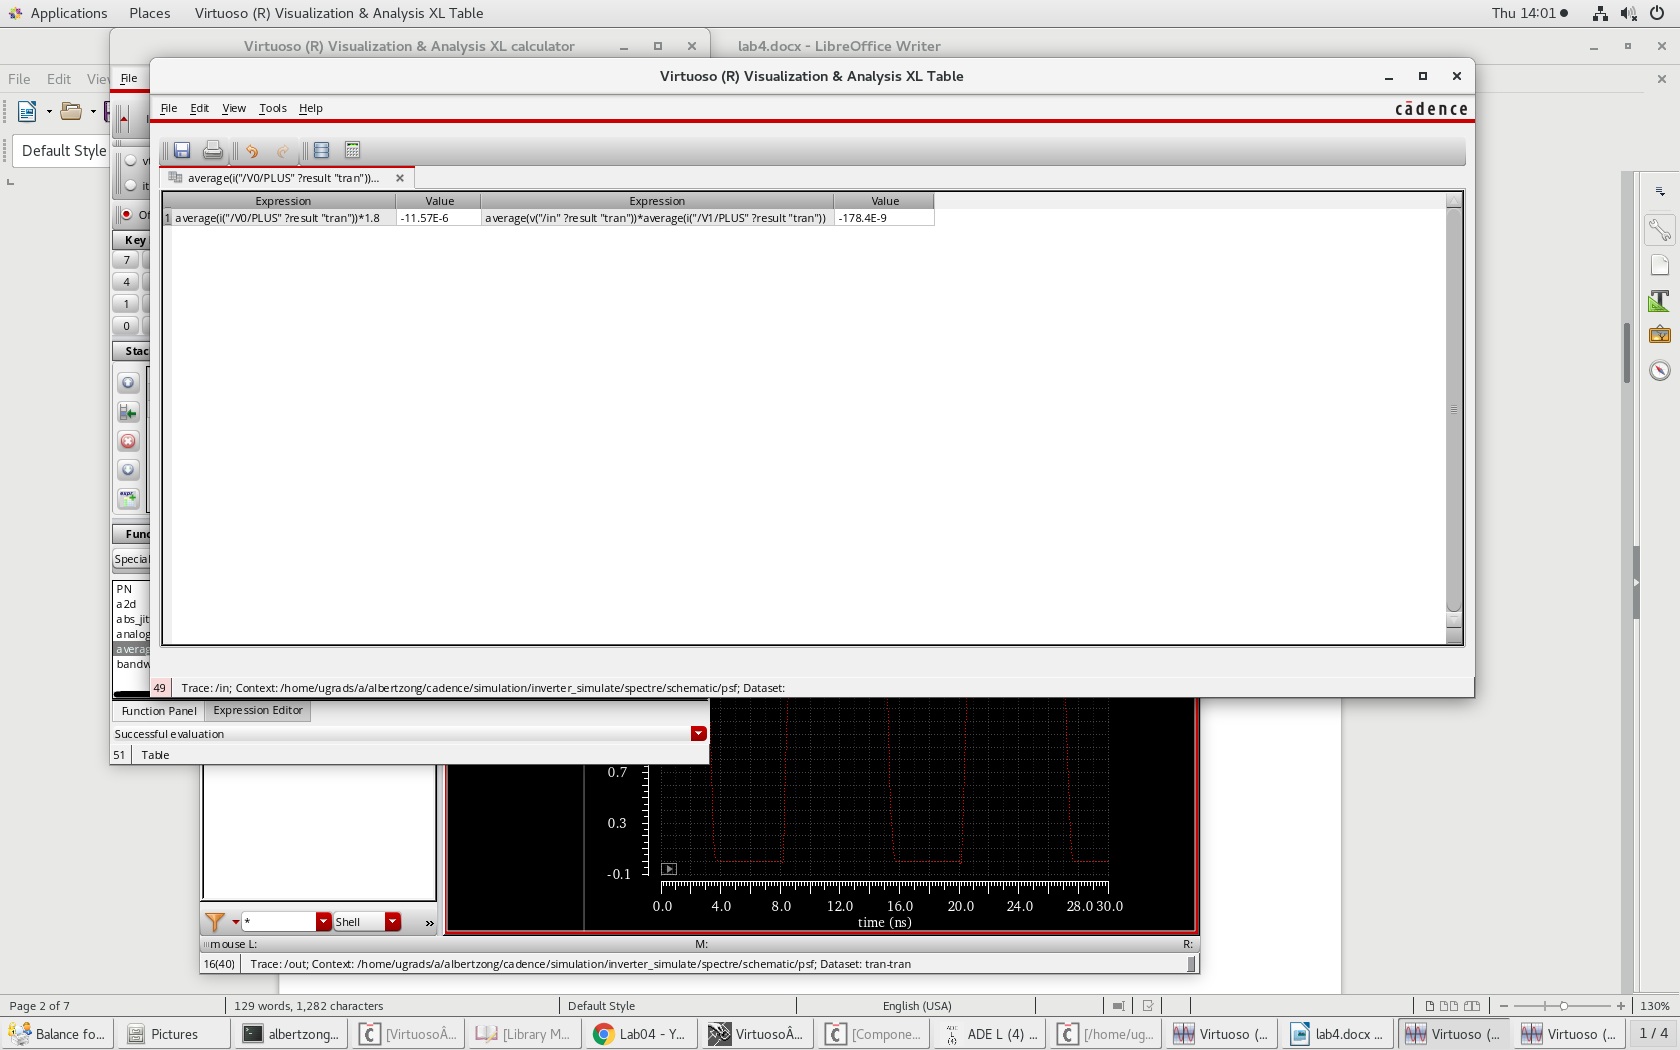 Applications Places Virtuoso (R) Visualization & Analysis XL Table Thu 14:01
Virtuoso (R) Visualization & Analysis XL calculator
lab4.docx - LibreOffice Writer
File Edit
File
Virtuoso (R) Visualization & Analysis XL Table
File Edit View Tools Help
cādence
Default Style
average(i("/V0/PLUS" ?result "tran"))...
Expression Value Expression Value
1 average(i("/V0/PLUS" ?result "tran"))*1.8 -11.57E-6 average(v("/in" ?result "tran"))*average(i("/V1/PLUS" ?result "tran")) -178.4E-9
Key
7
4
1
0
PN
a2d
49 Trace: /in; Context: /home/ugrads/a/albertzong/cadence/simulation/inverter_simulate/spectre/schematic/psf; Dataset:
Function Panel Expression Editor
Successful evaluation
51 Table
0.7
0.3
-0.1
0.0 4.0 8.0 12.0 16.0 20.0 24.0 28.0 30.0
time (ns)
* Shell »
mouse L: M: R:
16(40) Trace: /out; Context: /home/ugrads/a/albertzong/cadence/simulation/inverter_simulate/spectre/schematic/psf; Dataset: tran-tran
Page 2 of 7 129 words, 1,282 characters Default Style English (USA) 130%
Balance fo... Pictures albertzong... [VirtuosoÂ... [Library M... Lab04 - Y... VirtuosoÂ... [Compone... ADE L (4) ... [/home/ug... Virtuoso (... lab4.docx ... Virtuoso (... Virtuoso (... 1 / 4